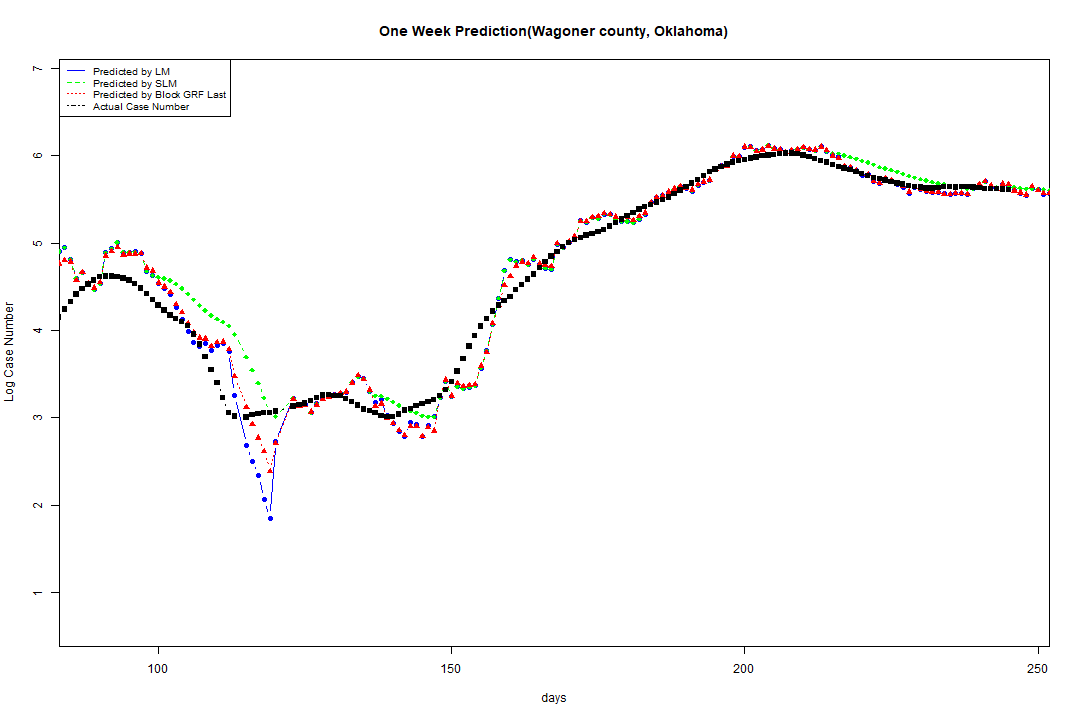 One Week Prediction(Wagoner county, Oklahoma)
Predicted by LM
Predicted by SLM
Predicted by Block GRF Last
Actual Case Number
7
6
5
4
3
2
1
Log Case Number
100
150
200
250
days